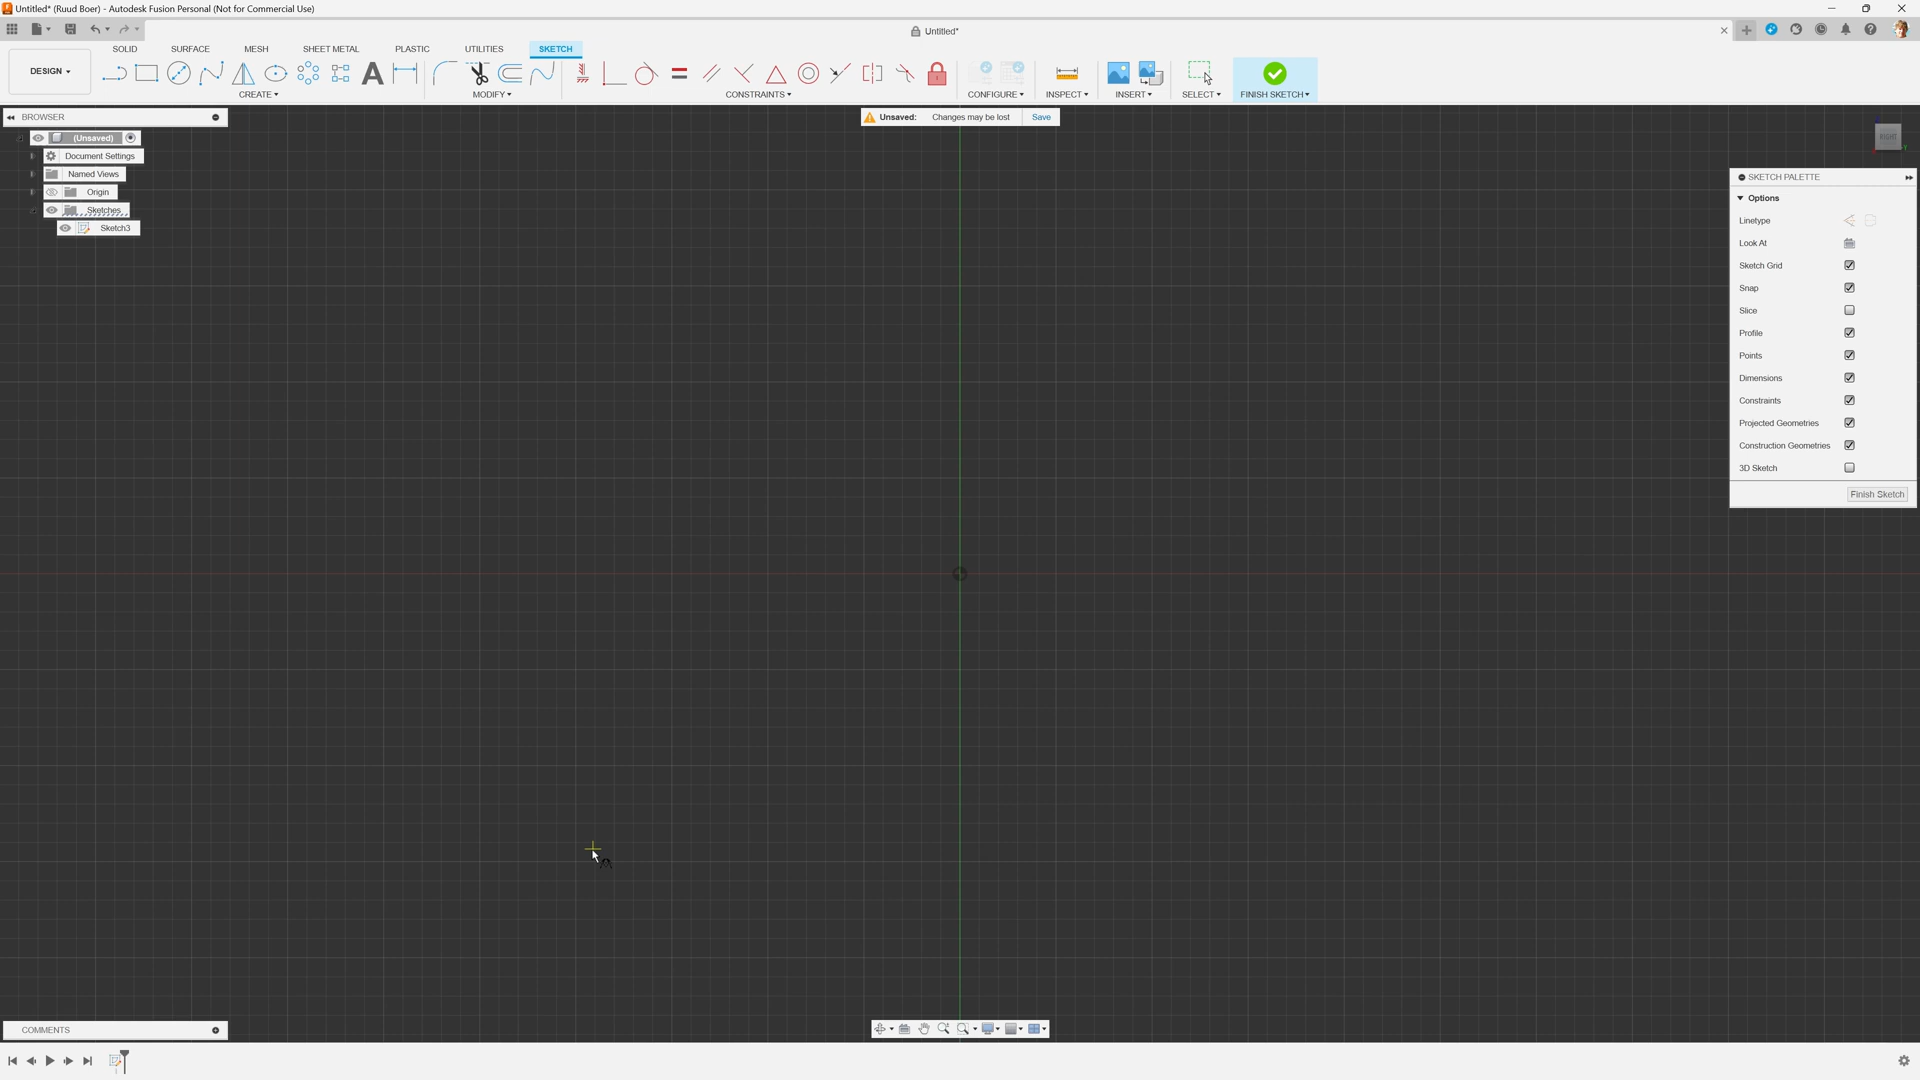 Untitled* (Ruud Boer) - Autodesk Fusion Personal (Not for Commercial Use)
Untitled*
SOLID SURFACE MESH SHEET METAL PLASTIC UTILITIES SKETCH
DESIGN
CREATE MODIFY CONSTRAINTS CONFIGURE INSPECT INSERT SELECT FINISH SKETCH
BROWSER
Unsaved: Changes may be lost Save
(Unsaved)
Document Settings
Named Views
Origin
Sketches
Sketch3
RIGHT
Y
SKETCH PALETTE
Options
Linetype
Look At
Sketch Grid
Snap
Slice
Profile
Points
Dimensions
Constraints
Projected Geometries
Construction Geometries
3D Sketch
Finish Sketch
COMMENTS